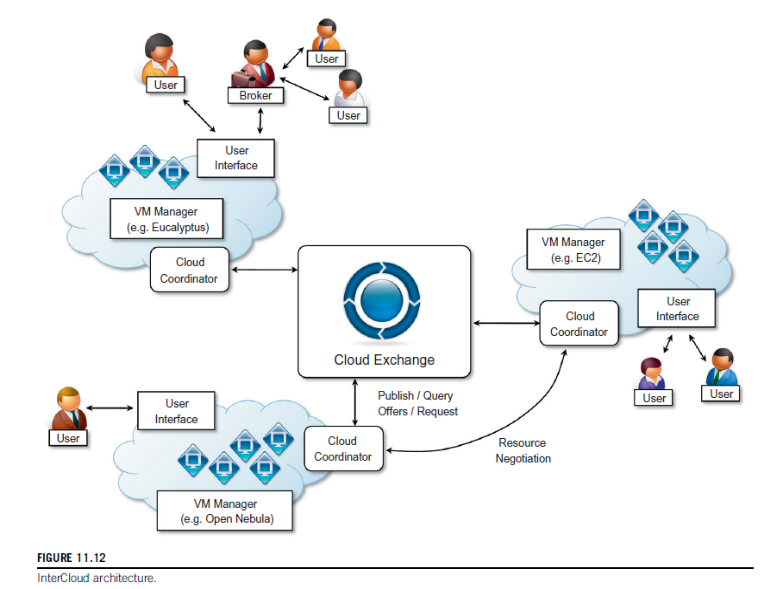 User
Broker
User
User
User
Interface
VM Manager
(e.g. Eucalyptus)
Cloud
Coordinator
Cloud Exchange
VM Manager
(e.g. EC2)
Cloud
Coordinator
User
Interface
User
User
Publish / Query
Offers / Request
User
User
Interface
Cloud
Coordinator
Resource
Negotiation
VM Manager
(e.g. Open Nebula)
FIGURE 11.12
InterCloud architecture.